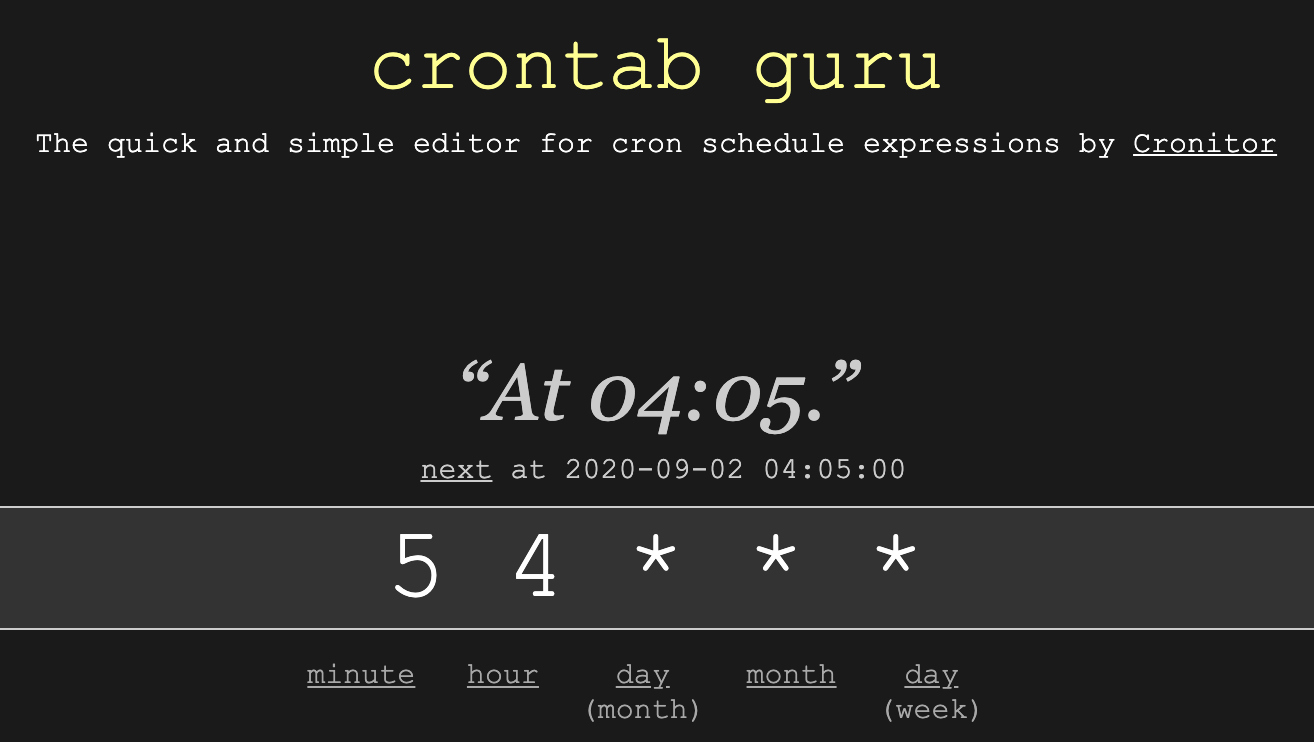 crontab guru
The quick and simple editor for cron schedule expressions by Cronitor
“At 04:05.”
next at 2020-09-02 04:05:00
5 4 * * *
minute hour day month day
(month) (week)